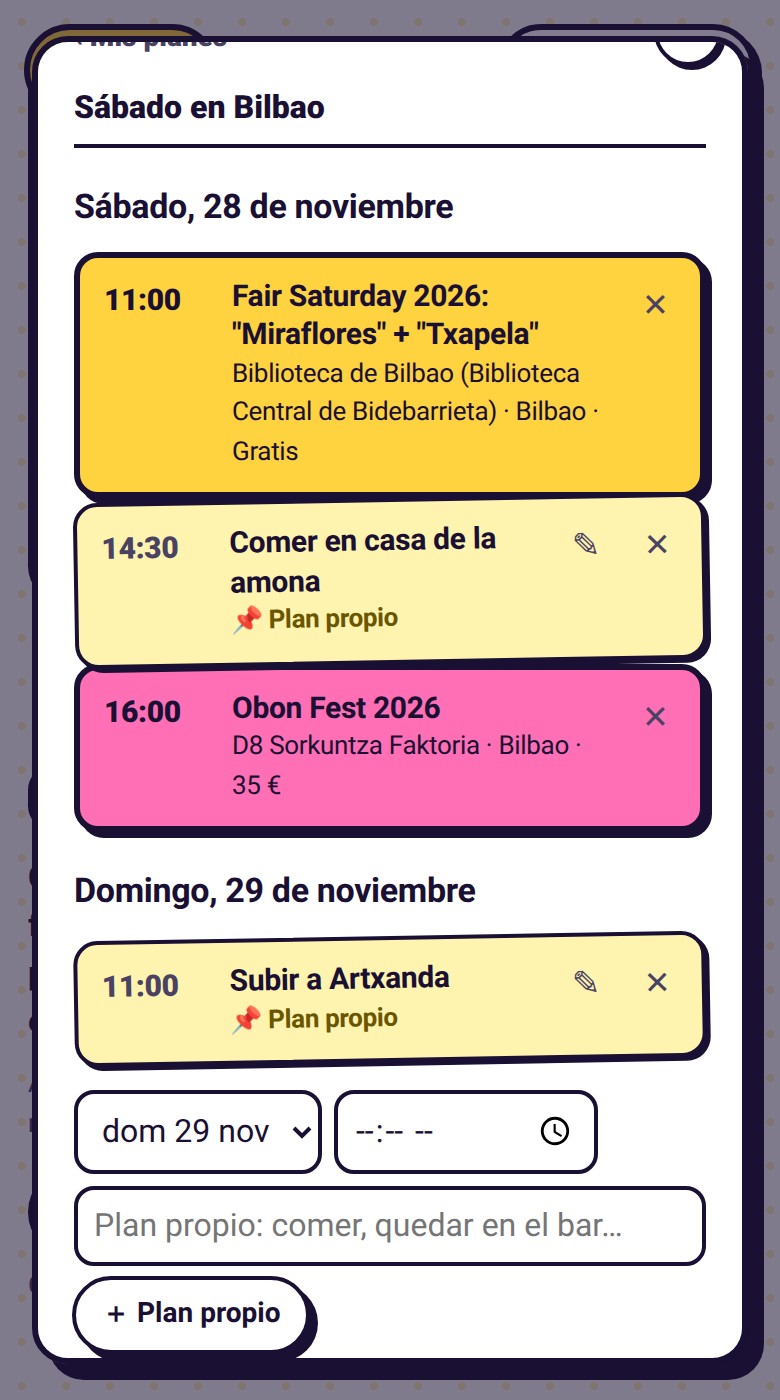 ‹ Mis planes
Sábado en Bilbao
Sábado, 28 de noviembre
11:00
Fair Saturday 2026:
"Miraflores" + "Txapela"
Biblioteca de Bilbao (Biblioteca
Central de Bidebarrieta) · Bilbao ·
Gratis
14:30
Comer en casa de la
amona
📌 Plan propio
16:00
Obon Fest 2026
D8 Sorkuntza Faktoria · Bilbao ·
35 €
Domingo, 29 de noviembre
11:00
Subir a Artxanda
📌 Plan propio
dom 29 nov
--:-- --
Plan propio: comer, quedar en el bar...
+ Plan propio